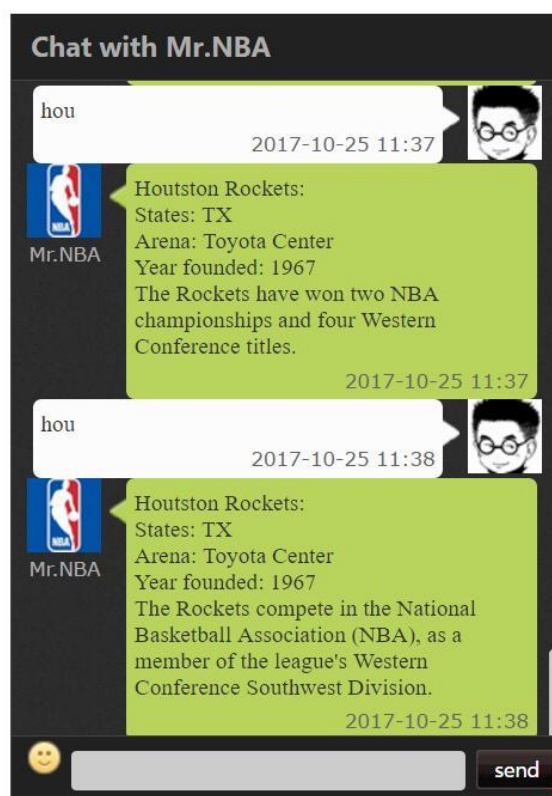 Chat with Mr.NBA
hou
2017-10-25 11:37
NBA
Mr.NBA
Houtston Rockets:
States: TX
Arena: Toyota Center
Year founded: 1967
The Rockets have won two NBA
championships and four Western
Conference titles.
2017-10-25 11:37
hou
2017-10-25 11:38
NBA
Mr.NBA
Houtston Rockets:
States: TX
Arena: Toyota Center
Year founded: 1967
The Rockets compete in the National
Basketball Association (NBA), as a
member of the league's Western
Conference Southwest Division.
2017-10-25 11:38
send